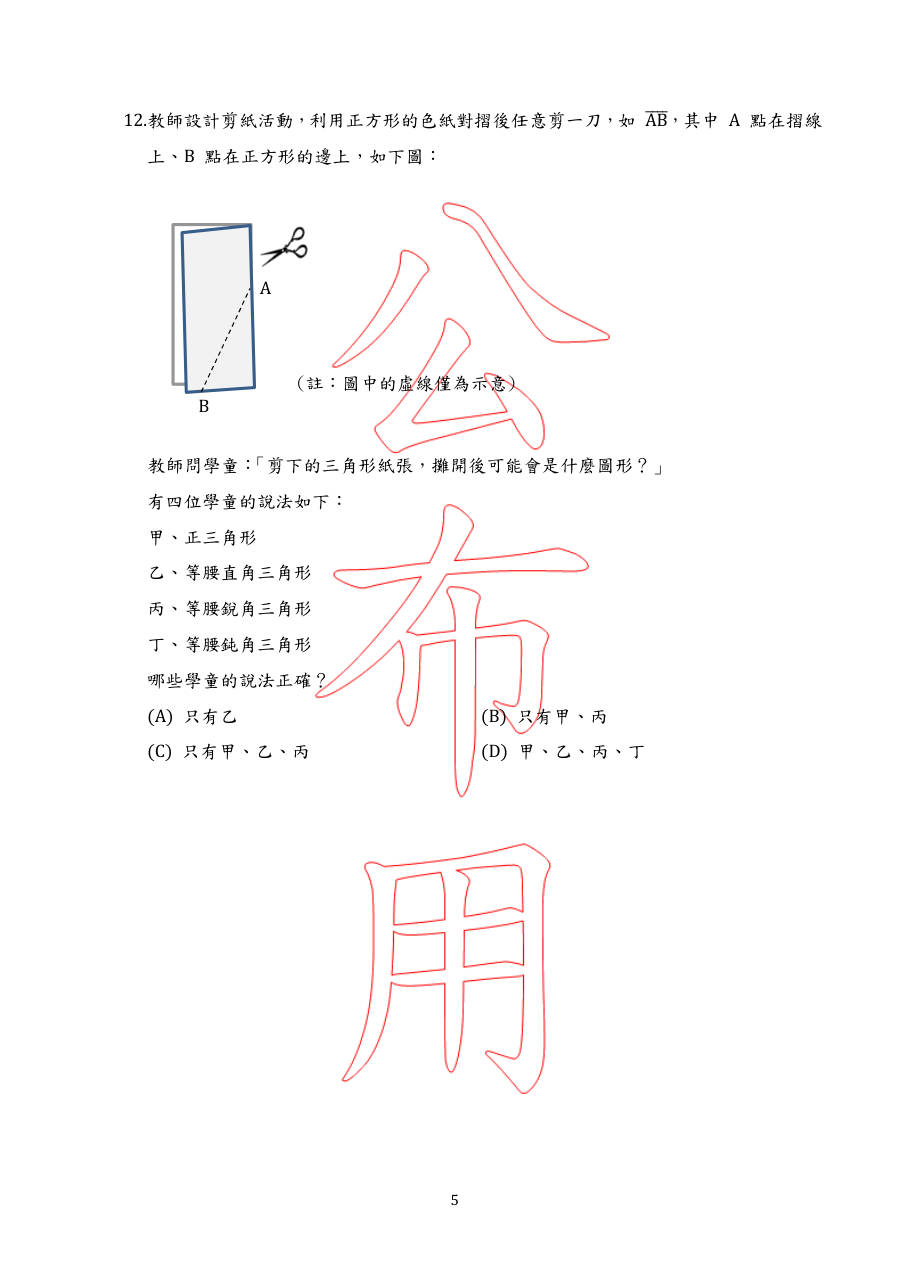 12.教師設計剪紙活動，利用正方形的色紙對摺後任意剪一刀，如 A̅B̅，其中 A 點在摺線
上、B 點在正方形的邊上，如下圖：
A
（註：圖中的虛線僅為示意）
B
教師問學童：「剪下的三角形紙張，攤開後可能會是什麼圖形？」
有四位學童的說法如下：
甲、正三角形
乙、等腰直角三角形
丙、等腰銳角三角形
丁、等腰鈍角三角形
哪些學童的說法正確？
(A) 只有乙 (B) 只有甲、丙
(C) 只有甲、乙、丙 (D) 甲、乙、丙、丁
公
布
用
5